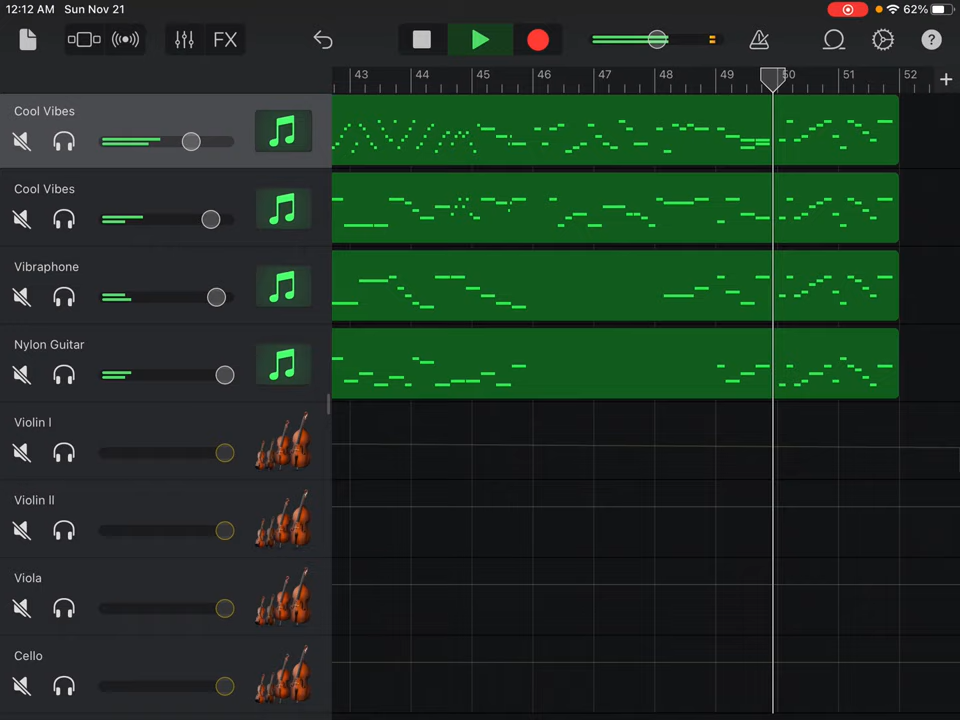 12:12 AM Sun Nov 21 62%
FX ?
43 44 45 46 47 48 49 50 51 52 +
Cool Vibes
Cool Vibes
Vibraphone
Nylon Guitar
Violin I
Violin II
Viola
Cello